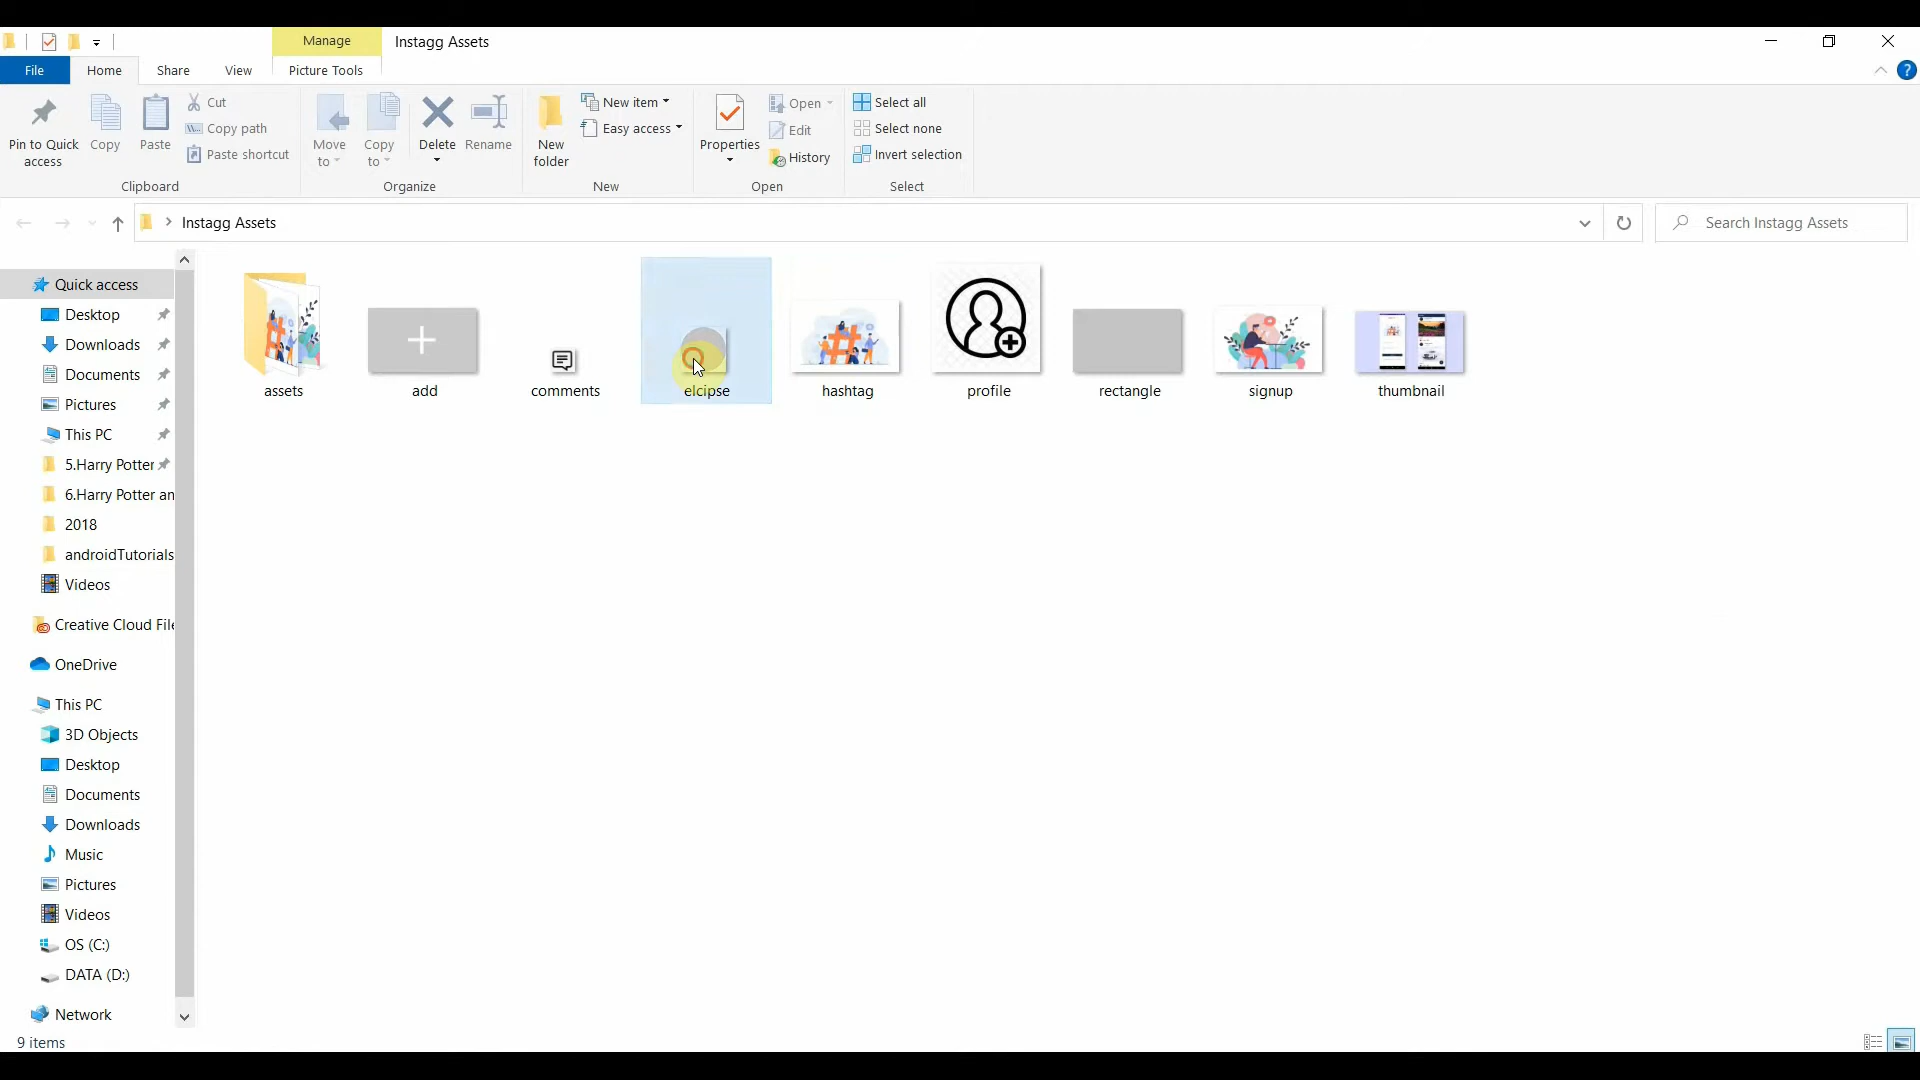 Manage
Instagg Assets
File
Home
Share
View
Picture Tools
Pin to Quick access
Copy
Paste
Cut
Copy path
Paste shortcut
Clipboard
Move to
Copy to
Delete
Rename
Organize
New folder
New item
Easy access
New
Properties
Open
Edit
History
Open
Select all
Select none
Invert selection
Select
Instagg Assets
Search Instagg Assets
Quick access
Desktop
Downloads
Documents
Pictures
This PC
5.Harry Potter
6.Harry Potter an
2018
androidTutorials
Videos
Creative Cloud File
OneDrive
This PC
3D Objects
Desktop
Documents
Downloads
Music
Pictures
Videos
OS (C:)
DATA (D:)
Network
assets
add
comments
elcipse
hashtag
profile
rectangle
signup
thumbnail
9 items